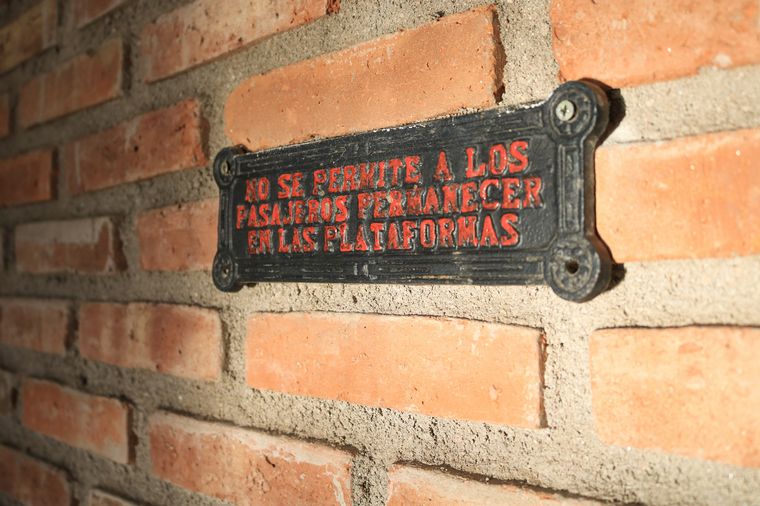 NO SE PERMITE A LOS
PASAJEROS PERMANECER
EN LAS PLATAFORMAS